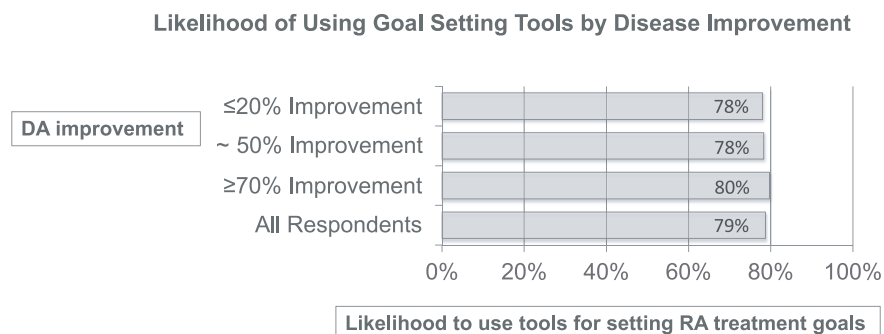 Likelihood of Using Goal Setting Tools by Disease Improvement
DA improvement
≤20% Improvement 78%
~ 50% Improvement 78%
≥70% Improvement 80%
All Respondents 79%
0% 20% 40% 60% 80% 100%
Likelihood to use tools for setting RA treatment goals